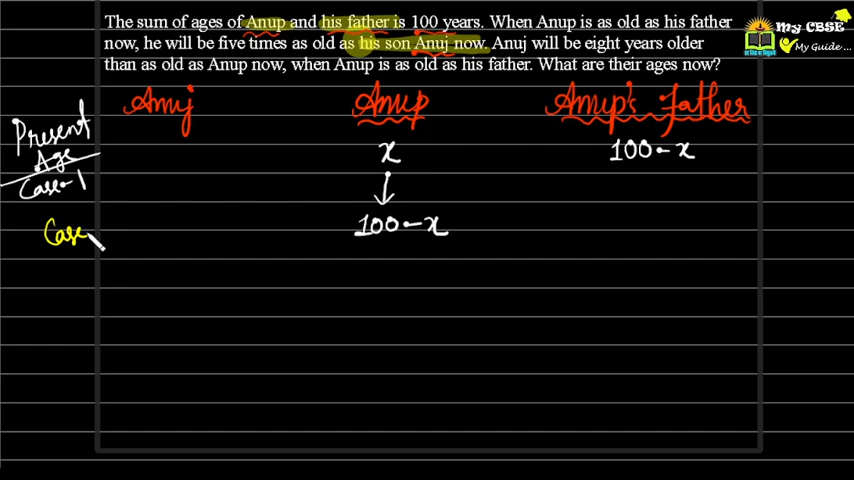 The sum of ages of Anup and his father is 100 years. When Anup is as old as his father
now, he will be five times as old as his son Anuj now. Anuj will be eight years older
than as old as Anup now, when Anup is as old as his father. What are their ages now?
My CBSE
My Guide ...
Anuj Anup Anup's Father
Present
Age
x 100-x
Case-1
100-x
Case